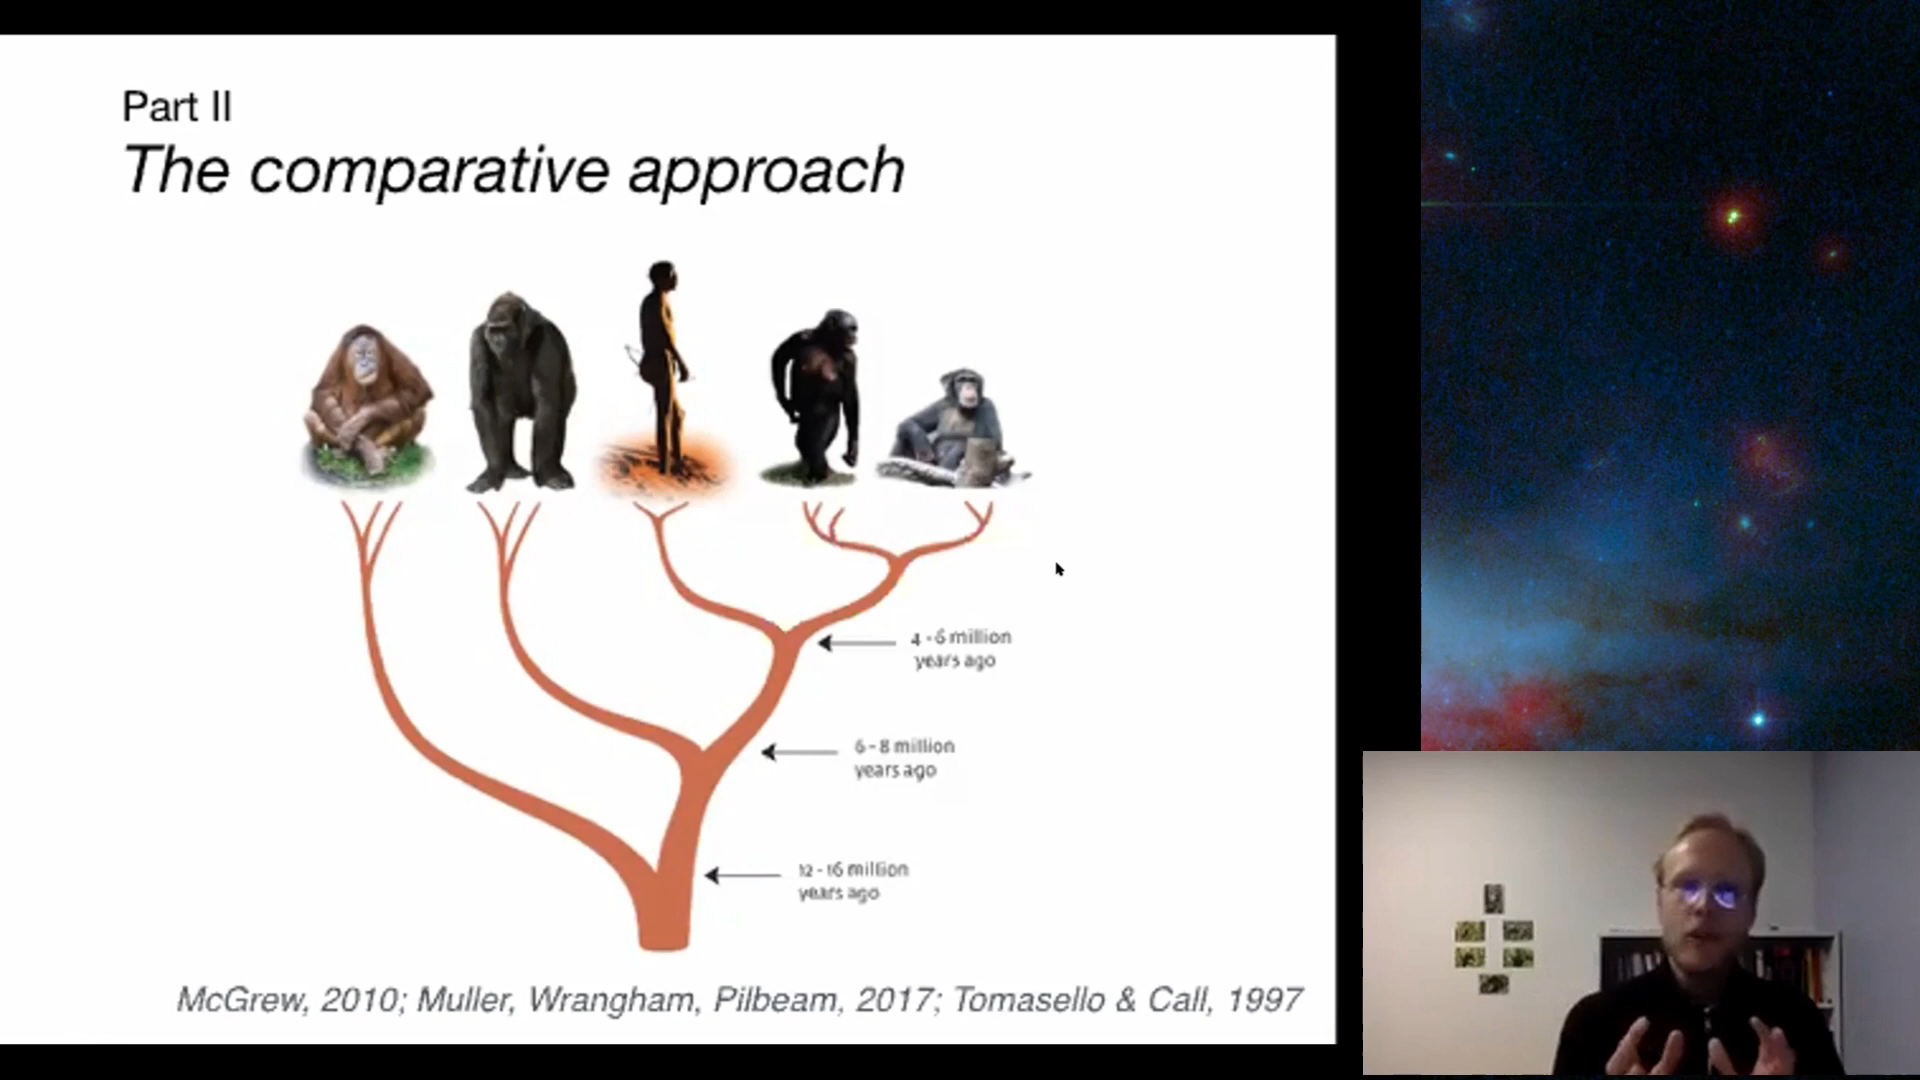 Part II
The comparative approach
4 - 6 million
years ago
6 - 8 million
years ago
12 - 16 million
years ago
McGrew, 2010; Muller, Wrangham, Pilbeam, 2017; Tomasello & Call, 1997